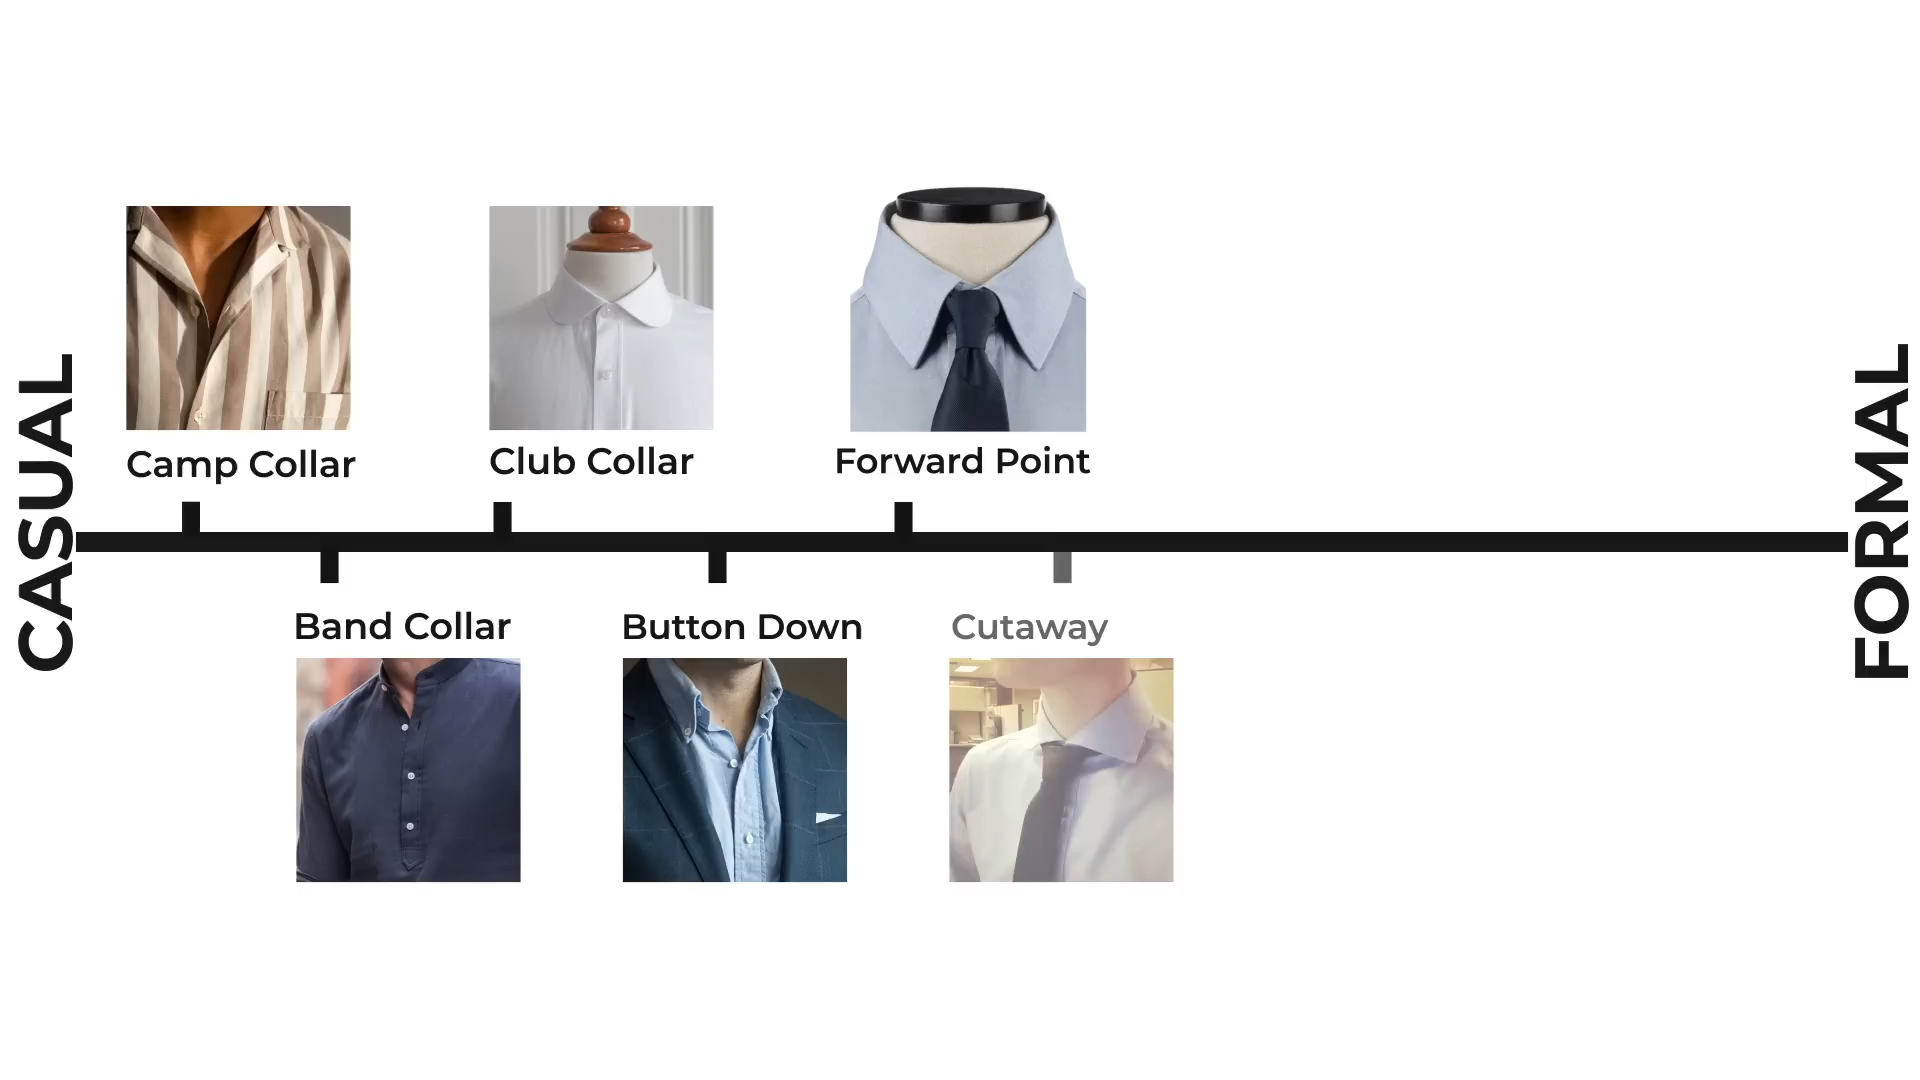 CASUAL
Camp Collar
Club Collar
Forward Point
Band Collar
Button Down
Cutaway
FORMAL